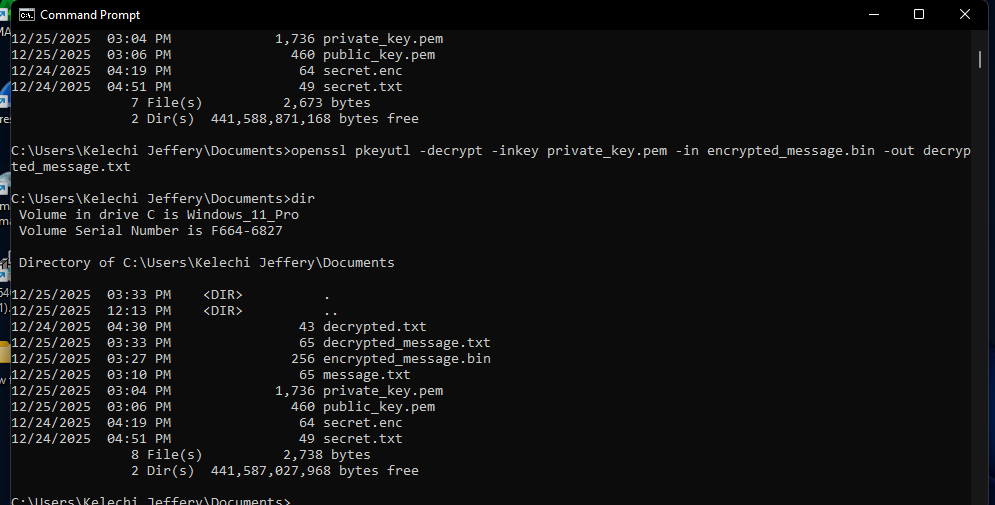 Command Prompt
12/25/2025  03:04 PM             1,736 private_key.pem
12/25/2025  03:06 PM               460 public_key.pem
12/24/2025  04:19 PM                64 secret.enc
12/24/2025  04:51 PM                49 secret.txt
               7 File(s)          2,673 bytes
               2 Dir(s)  441,588,871,168 bytes free
C:\Users\Kelechi Jeffery\Documents>openssl pkeyutl -decrypt -inkey private_key.pem -in encrypted_message.bin -out decryp
ted_message.txt
C:\Users\Kelechi Jeffery\Documents>dir
 Volume in drive C is Windows_11_Pro
 Volume Serial Number is F664-6827
 Directory of C:\Users\Kelechi Jeffery\Documents
12/25/2025  03:33 PM    <DIR>          .
12/25/2025  12:13 PM    <DIR>          ..
12/24/2025  04:30 PM                43 decrypted.txt
12/25/2025  03:33 PM                65 decrypted_message.txt
12/25/2025  03:27 PM               256 encrypted_message.bin
12/25/2025  03:10 PM                65 message.txt
12/25/2025  03:04 PM             1,736 private_key.pem
12/25/2025  03:06 PM               460 public_key.pem
12/24/2025  04:19 PM                64 secret.enc
12/24/2025  04:51 PM                49 secret.txt
               8 File(s)          2,738 bytes
               2 Dir(s)  441,587,027,968 bytes free
C:\Users\Kelechi Jeffery\Documents>